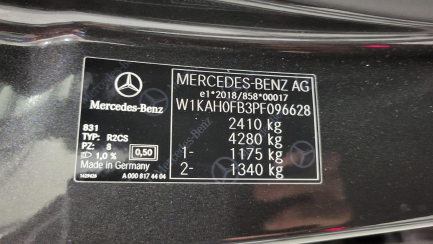 Mercedes-Benz
831
TYP: R2CS
PZ: 8
1,0 % 0,50
Made in Germany
A 000 817 44 04
MERCEDES-BENZ AG
e1*2018/858*00017
W1KAH0FB3PF096628
2410 kg
4280 kg
1- 1175 kg
2- 1340 kg